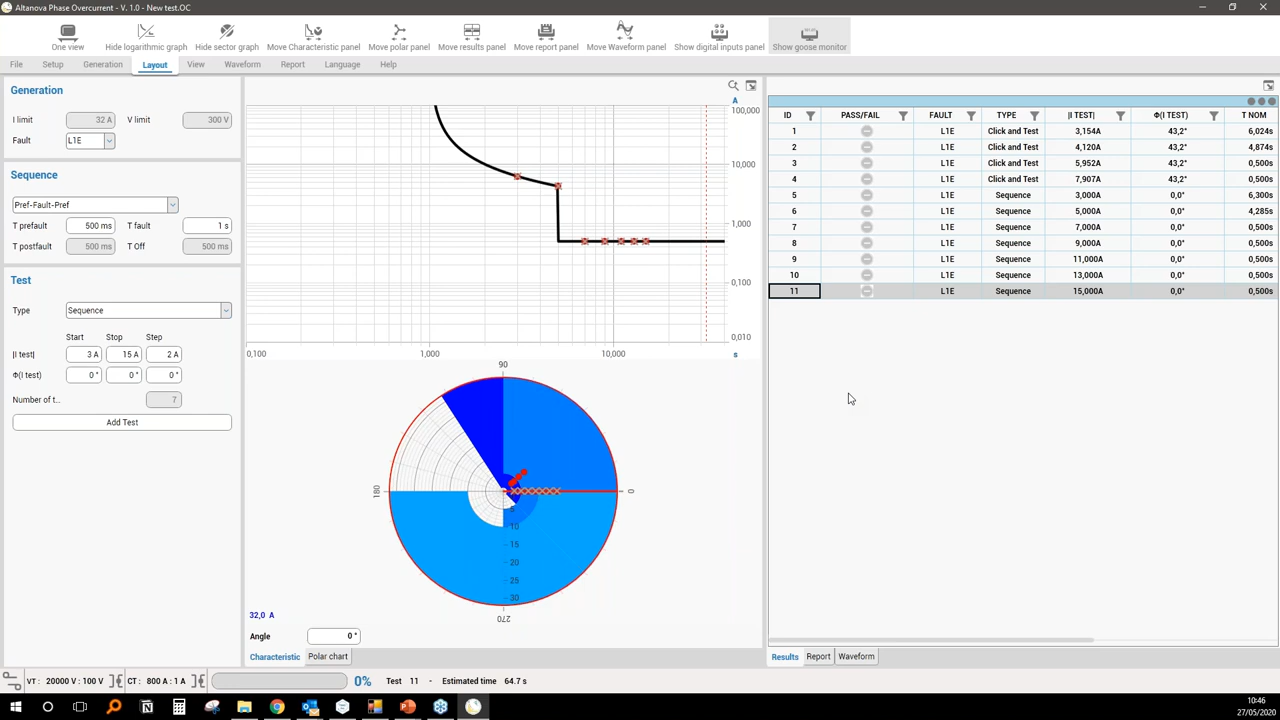 Altanova Phase Overcurrent - V. 1.0 - New test.OC
One view
Hide logarithmic graph
Hide sector graph
Move Characteristic panel
Move polar panel
Move results panel
Move report panel
Move Waveform panel
Show digital inputs panel
Show goose monitor
File
Setup
Generation
Layout
View
Waveform
Report
Language
Help
Generation
I limit 32 A V limit 300 V
Fault L1E
Sequence
Pref-Fault-Pref
T prefault 500 ms T fault 1 s
T postfault 500 ms T Off 500 ms
Test
Type Sequence
Start Stop Step
|I test| 3 A 15 A 2 A
Φ(I test) 0 ° 0 ° 0 °
Number of t... 7
Add Test
A
100,000
10,000
1,000
0,100
0,010
0,100 1,000 10,000 s
90
180
0
5
10
15
20
25
30
270
32,0 A
Angle 0 °
Characteristic Polar chart
ID PASS/FAIL FAULT TYPE |I TEST| Φ(I TEST) T NOM
1 L1E Click and Test 3,154A 43,2° 6,024s
2 L1E Click and Test 4,120A 43,2° 4,874s
3 L1E Click and Test 5,952A 43,2° 0,500s
4 L1E Click and Test 7,907A 43,2° 0,500s
5 L1E Sequence 3,000A 0,0° 6,300s
6 L1E Sequence 5,000A 0,0° 4,285s
7 L1E Sequence 7,000A 0,0° 0,500s
8 L1E Sequence 9,000A 0,0° 0,500s
9 L1E Sequence 11,000A 0,0° 0,500s
10 L1E Sequence 13,000A 0,0° 0,500s
11 L1E Sequence 15,000A 0,0° 0,500s
Results Report Waveform
VT : 20000 V : 100 V CT : 800 A : 1 A 0% Test 11 - Estimated time 64.7 s
10:46
27/05/2020